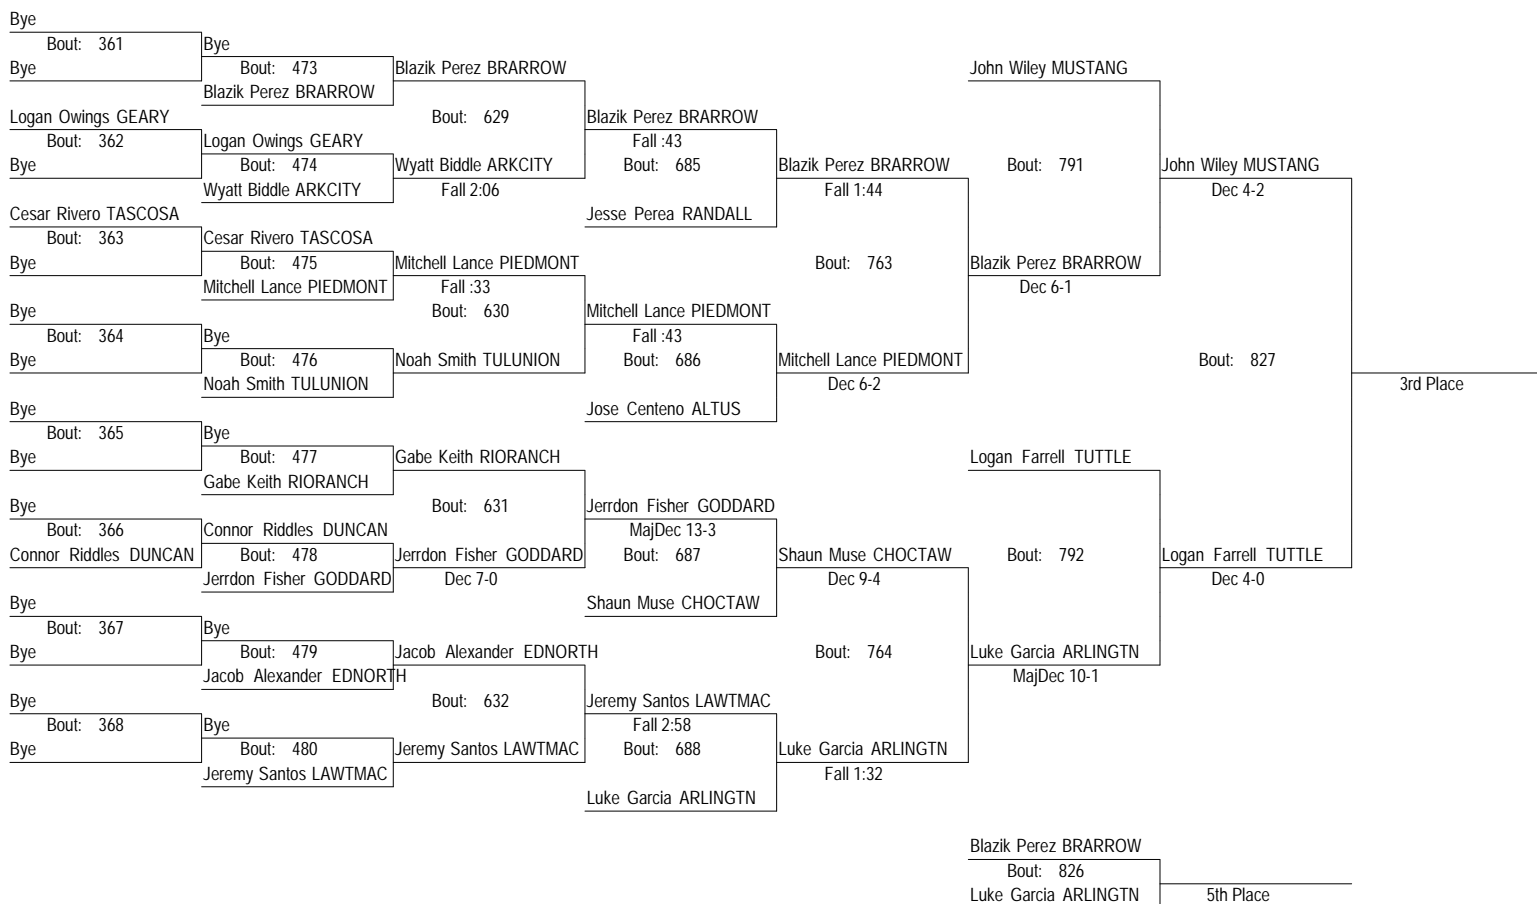 Bye
Bout: 361 Bye
Bye Bout: 473 Blazik Perez BRARROW John Wiley MUSTANG
Blazik Perez BRARROW
Logan Owings GEARY Bout: 629 Blazik Perez BRARROW
Bout: 362 Logan Owings GEARY Fall :43
Bye Bout: 474 Wyatt Biddle ARKCITY Bout: 685 Blazik Perez BRARROW Bout: 791 John Wiley MUSTANG
Wyatt Biddle ARKCITY Fall 2:06 Fall 1:44 Dec 4-2
Cesar Rivero TASCOSA Jesse Perea RANDALL
Bout: 363 Cesar Rivero TASCOSA
Bye Bout: 475 Mitchell Lance PIEDMONT Bout: 763 Blazik Perez BRARROW
Mitchell Lance PIEDMONT Fall :33 Dec 6-1
Bye Bout: 630 Mitchell Lance PIEDMONT
Bout: 364 Bye Fall :43
Bye Bout: 476 Noah Smith TULUNION Bout: 686 Mitchell Lance PIEDMONT Bout: 827
Noah Smith TULUNION Dec 6-2 3rd Place
Bye Jose Centeno ALTUS
Bout: 365 Bye
Bye Bout: 477 Gabe Keith RIORANCH Logan Farrell TUTTLE
Gabe Keith RIORANCH
Bye Bout: 631 Jerrdon Fisher GODDARD
Bout: 366 Connor Riddles DUNCAN MajDec 13-3
Connor Riddles DUNCAN Bout: 478 Jerrdon Fisher GODDARD Bout: 687 Shaun Muse CHOCTAW Bout: 792 Logan Farrell TUTTLE
Jerrdon Fisher GODDARD Dec 7-0 Dec 9-4 Dec 4-0
Bye Shaun Muse CHOCTAW
Bout: 367 Bye
Bye Bout: 479 Jacob Alexander EDNORTH Bout: 764 Luke Garcia ARLINGTN
Jacob Alexander EDNORTH MajDec 10-1
Bye Bout: 632 Jeremy Santos LAWTMAC
Bout: 368 Bye Fall 2:58
Bye Bout: 480 Jeremy Santos LAWTMAC Bout: 688 Luke Garcia ARLINGTN
Jeremy Santos LAWTMAC Fall 1:32
Luke Garcia ARLINGTN
Blazik Perez BRARROW
Bout: 826
Luke Garcia ARLINGTN 5th Place